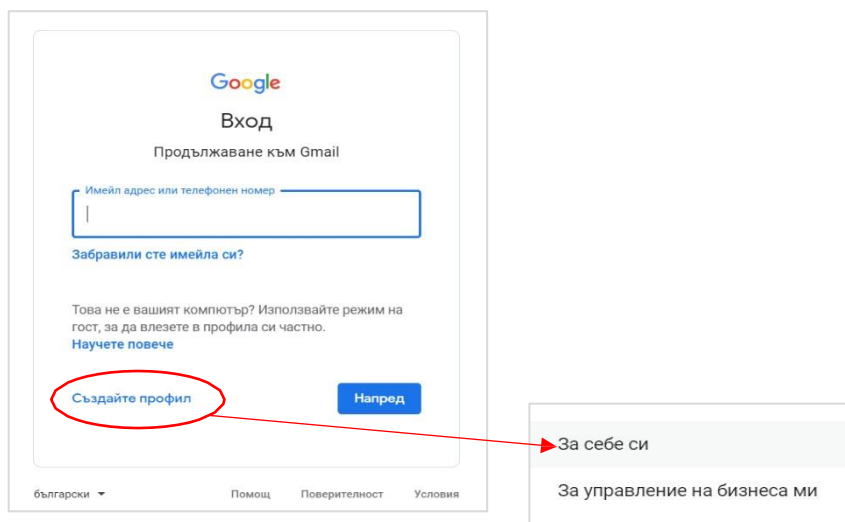 Google
Вход
Продължаване към Gmail
Имейл адрес или телефонен номер
Забравили сте имейла си?
Това не е вашият компютър? Използвайте режим на
гост, за да влезете в профила си частно.
Научете повече
Създайте профил
Напред
български
Помощ
Поверителност
Условия
За себе си
За управление на бизнеса ми